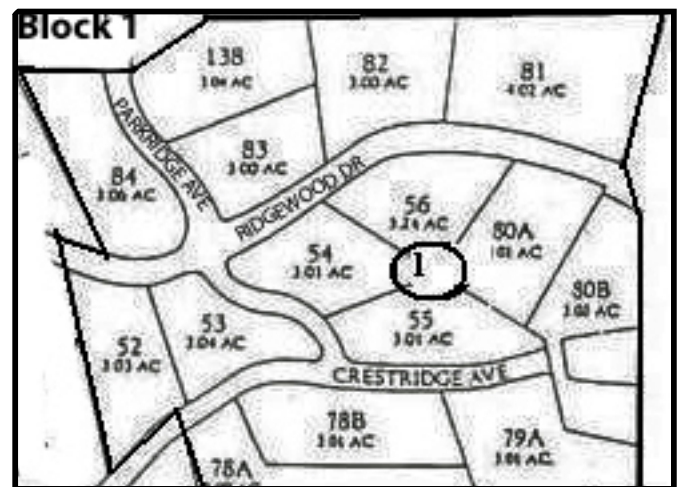 Block 1
138
3.04 AC
82
3.00 AC
81
4.02 AC
PARKRIDGE AVE
83
3.00 AC
84
3.06 AC
RIDGEWOOD DR
56
3.24 AC
80A
54
3.01 AC
1
80B
3.00 AC
53
3.04 AC
55
3.01 AC
52
3.03 AC
CRESTRIDGE AVE
78B
3.01 AC
79A
3.01 AC
78A